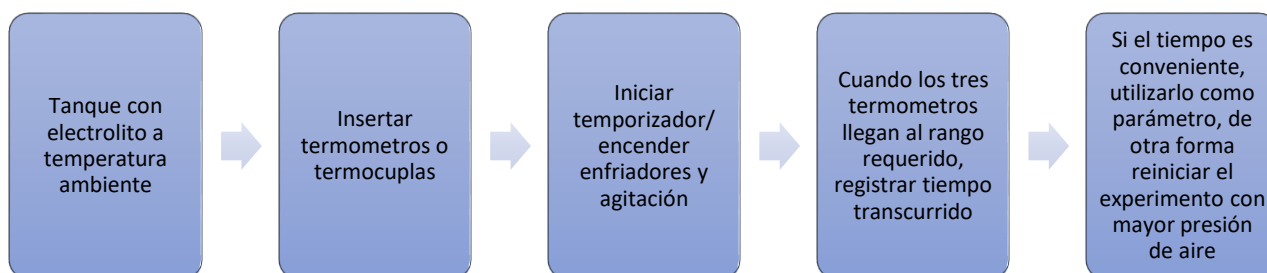 Tanque con
electrolito a
temperatura
ambiente
Insertar
termometros o
termocuplas
Iniciar
temporizador/
encender
enfriadores y
agitación
Cuando los tres
termometros
llegan al rango
requerido,
registrar tiempo
transcurrido
Si el tiempo es
conveniente,
utilizarlo como
parámetro, de
otra forma
reiniciar el
experimento con
mayor presión
de aire